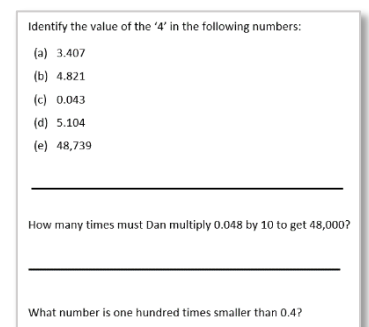 Identify the value of the ‘4’ in the following numbers:
(a) 3.407
(b) 4.821
(c) 0.043
(d) 5.104
(e) 48,739
How many times must Dan multiply 0.048 by 10 to get 48,000?
What number is one hundred times smaller than 0.4?